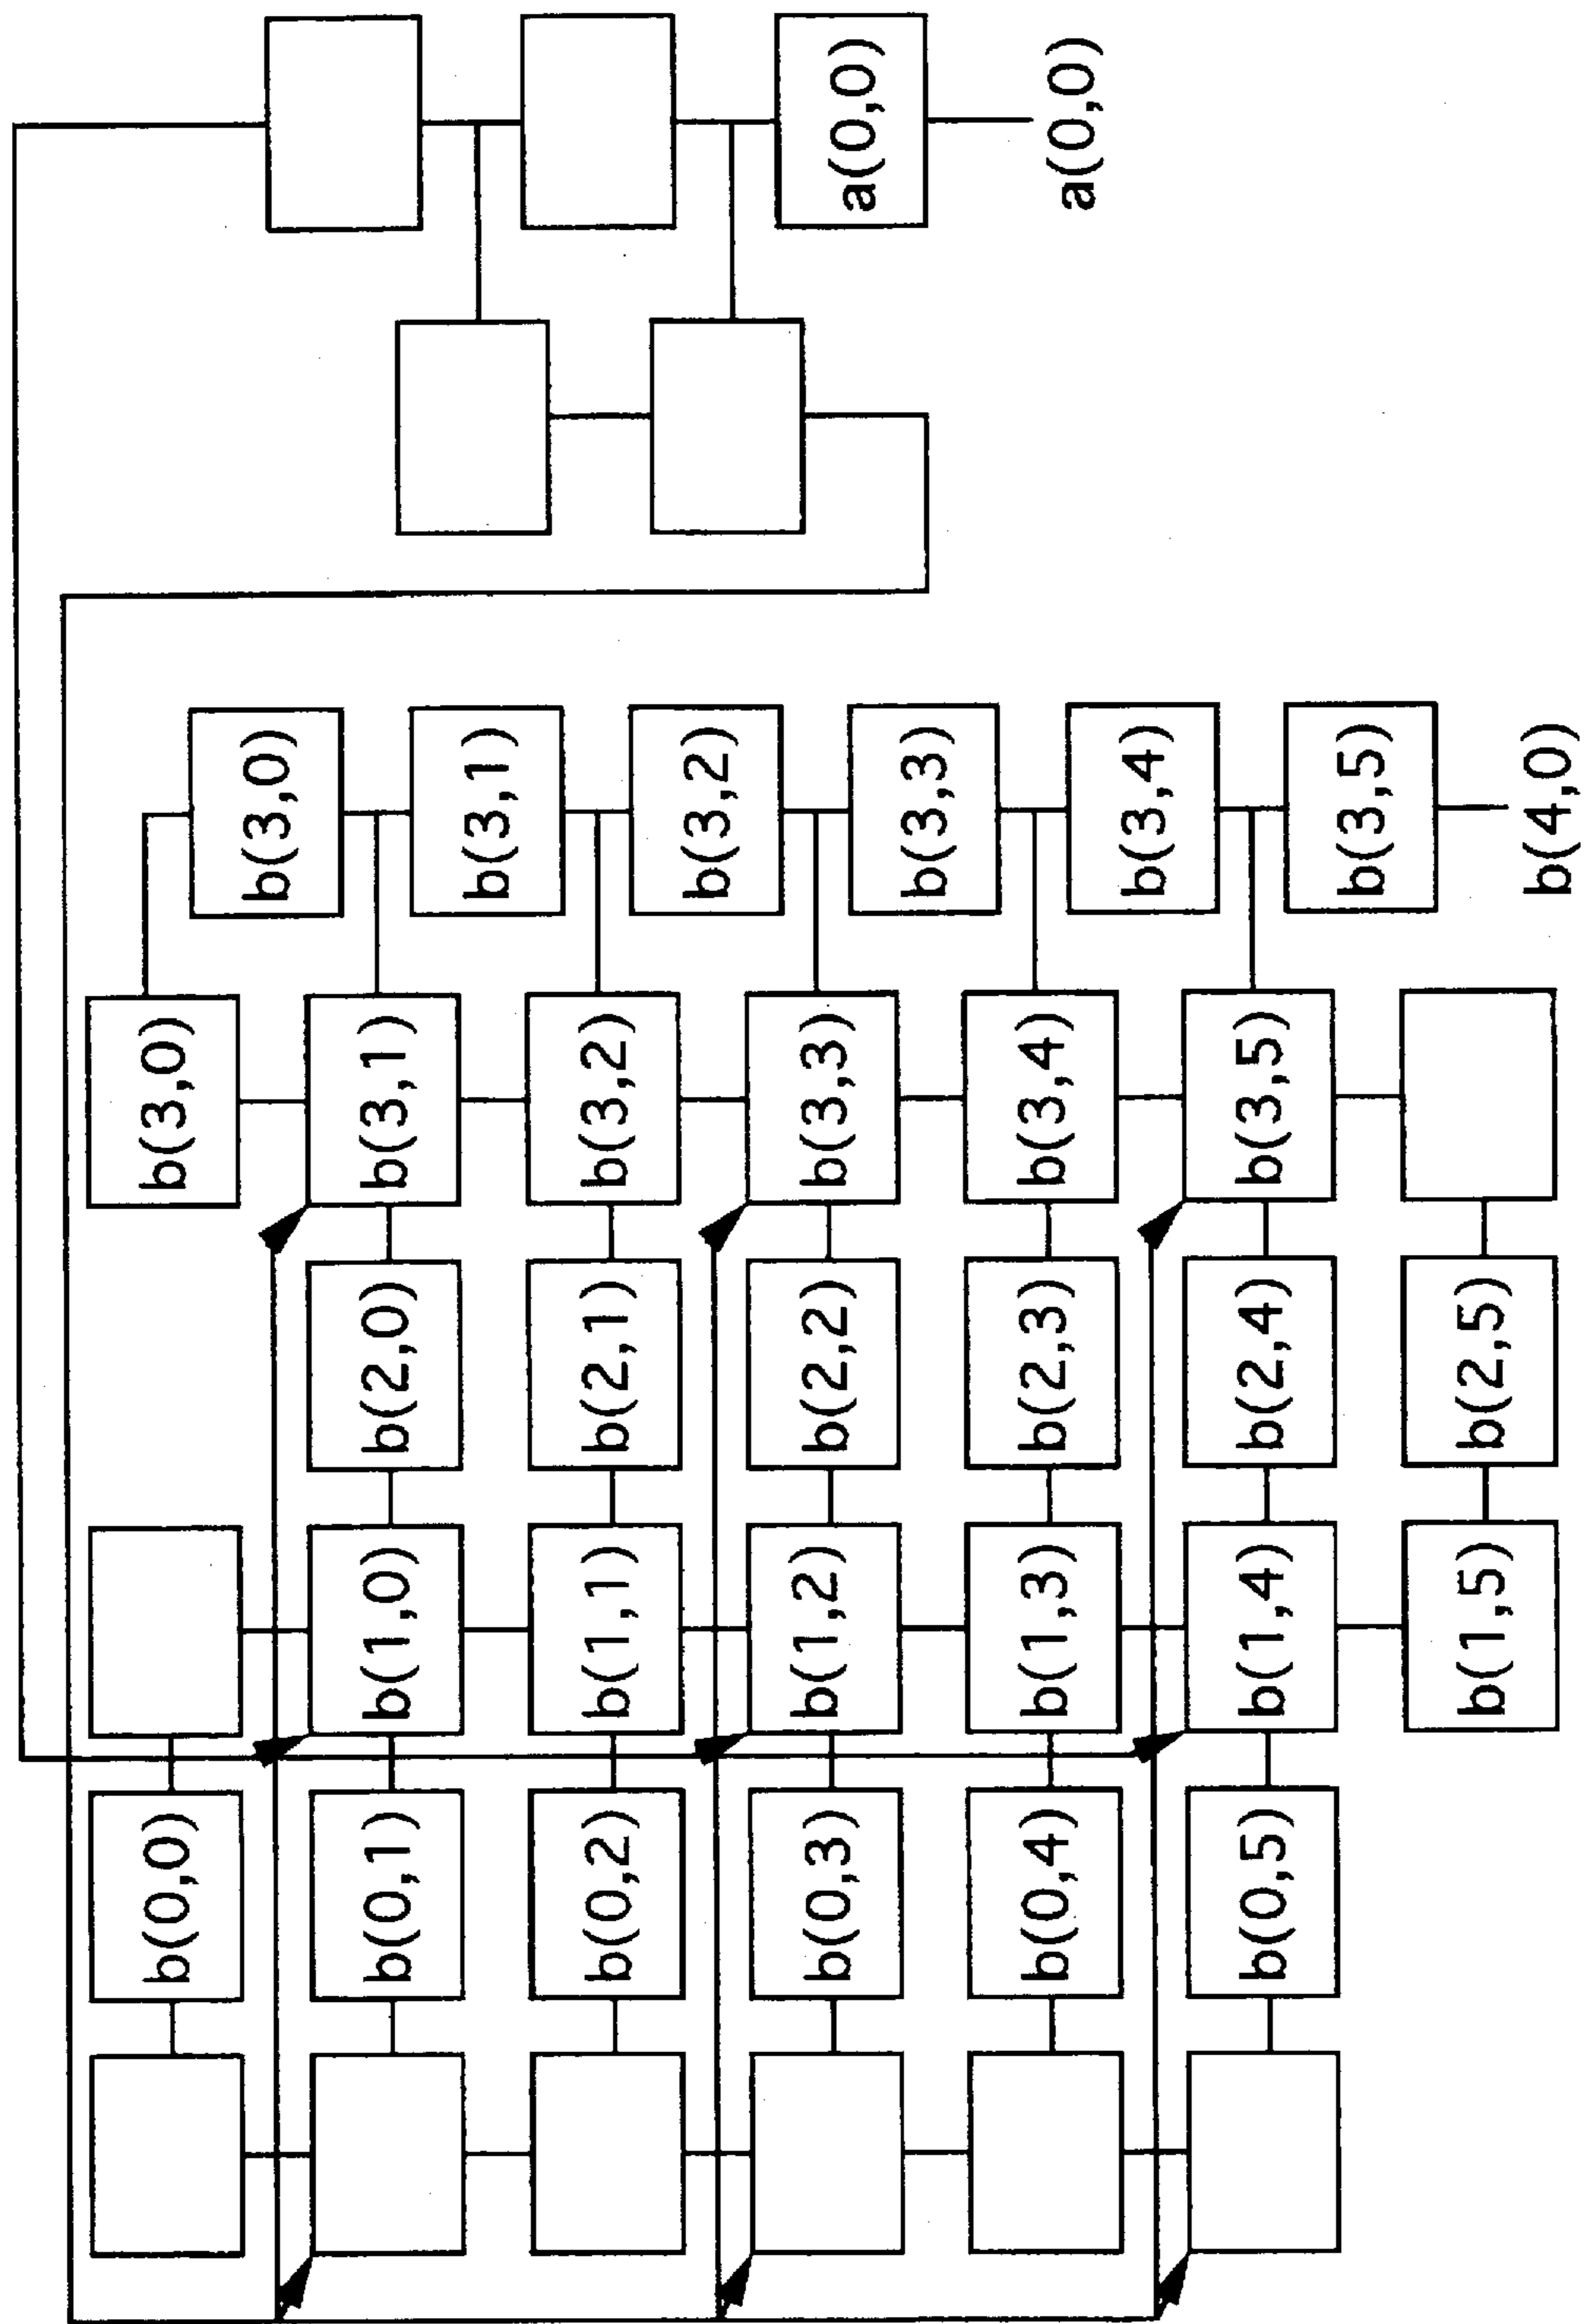 b(0,0) b(3,0)
b(3,0)
b(0,1) b(1,0) b(2,0) b(3,1)
b(3,1)
b(0,2) b(1,1) b(2,1) b(3,2)
b(3,2)
b(0,3) b(1,2) b(2,2) b(3,3)
a(0,0)
b(3,3)
b(0,4) b(1,3) b(2,3) b(3,4)
a(0,0)
b(3,4)
b(0,5) b(1,4) b(2,4) b(3,5)
b(3,5)
b(1,5) b(2,5)
b(4,0)